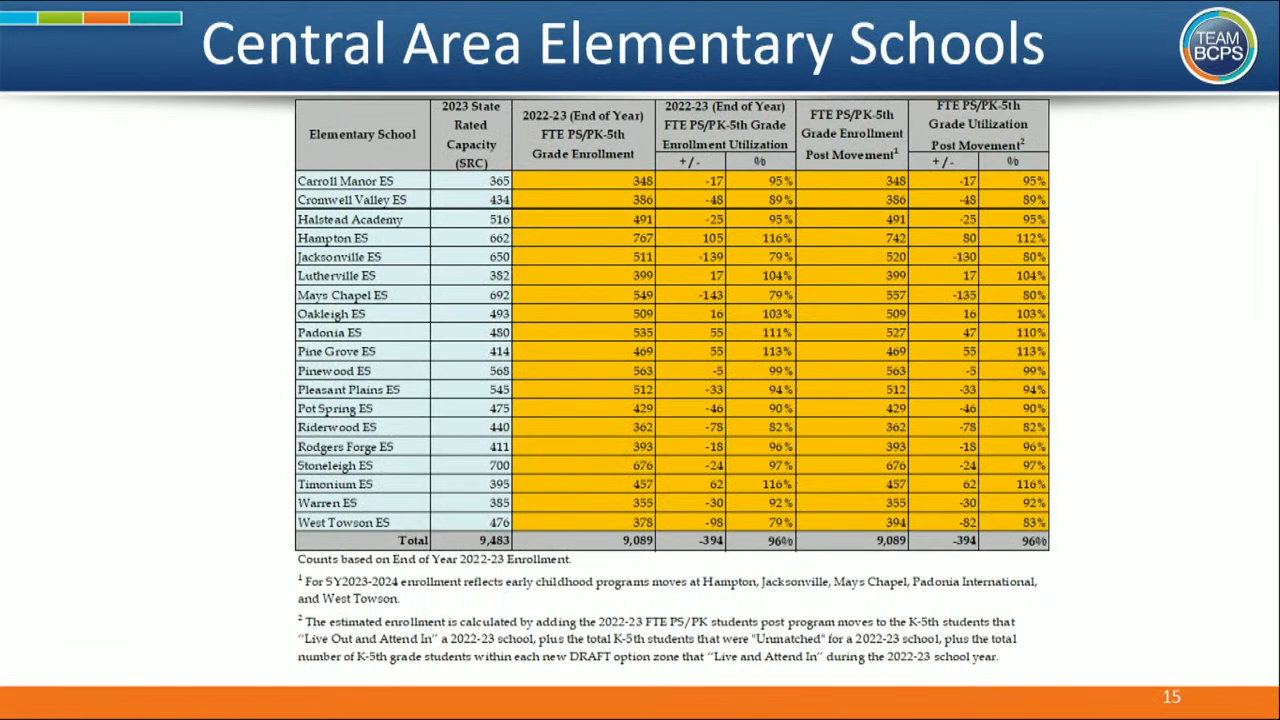 Central Area Elementary Schools
TEAM
BCPS
Elementary School
2023 State
Rated
Capacity
(SRC)
2022-23 (End of Year)
FTE PS/PK-5th
Grade Enrollment
2022-23 (End of Year)
FTE PS/PK-5th Grade
Enrollment Utilization
+/- %
FTE PS/PK-5th
Grade Enrollment
Post Movement1
FTE PS/PK-5th
Grade Utilization
Post Movement2
+/- %
Carroll Manor ES 365 348 -17 95% 348 -17 95%
Cromwell Valley ES 434 386 -48 89% 386 -48 89%
Halstead Academy 516 491 -25 95% 491 -25 95%
Hampton ES 662 767 105 116% 742 80 112%
Jacksonville ES 650 511 -139 79% 520 -130 80%
Lutherville ES 382 399 17 104% 399 17 104%
Mays Chapel ES 692 549 -143 79% 557 -135 80%
Oakleigh ES 493 509 16 103% 509 16 103%
Padonia ES 480 535 55 111% 527 47 110%
Pine Grove ES 414 469 55 113% 469 55 113%
Pinewood ES 568 563 -5 99% 563 -5 99%
Pleasant Plains ES 545 512 -33 94% 512 -33 94%
Pot Spring ES 475 429 -46 90% 429 -46 90%
Riderwood ES 440 362 -78 82% 362 -78 82%
Rodgers Forge ES 411 393 -18 96% 393 -18 96%
Stoneleigh ES 700 676 -24 97% 676 -24 97%
Timonium ES 395 457 62 116% 457 62 116%
Warren ES 385 355 -30 92% 355 -30 92%
West Towson ES 476 378 -98 79% 394 -82 83%
Total 9,483 9,089 -394 96% 9,089 -394 96%
Counts based on End of Year 2022-23 Enrollment.
1 For SY2023-2024 enrollment reflects early childhood programs moves at Hampton, Jacksonville, Mays Chapel, Padonia International,
and West Towson.
2 The estimated enrollment is calculated by adding the 2022-23 FTE PS/PK students post program moves to the K-5th students that
"Live Out and Attend In" a 2022-23 school, plus the total K-5th students that were "Unmatched" for a 2022-23 school, plus the total
number of K-5th grade students within each new DRAFT option zone that "Live and Attend In" during the 2022-23 school year.
15